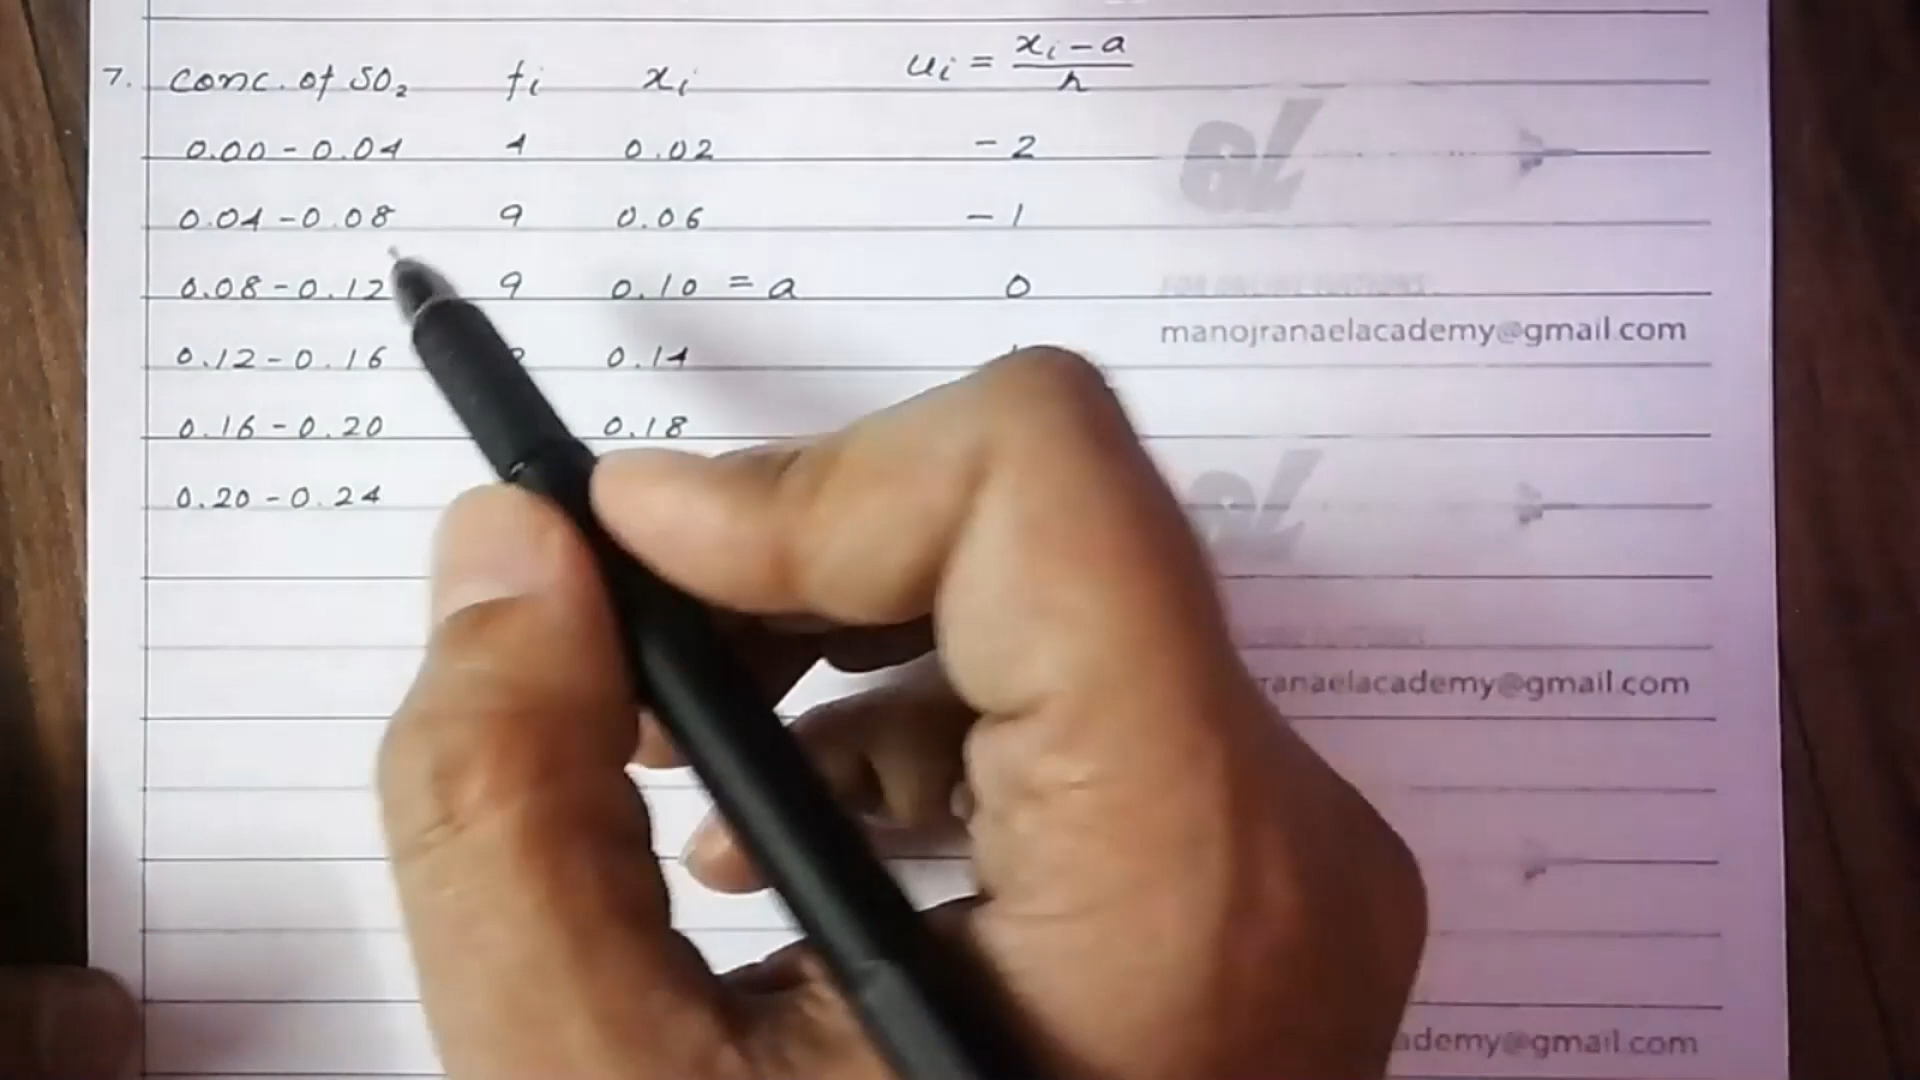 7. Conc. of SO₂ fi xi ui = (xi - a)/h
0.00 - 0.04 4 0.02 - 2
0.04 - 0.08 9 0.06 - 1
0.08 - 0.12 9 0.10 = a 0
0.12 - 0.16 0.14
0.16 - 0.20 0.18
0.20 - 0.24
FOR ONLINE TUITIONS:
manojranaelacademy@gmail.com
ranaelacademy@gmail.com
ademy@gmail.com